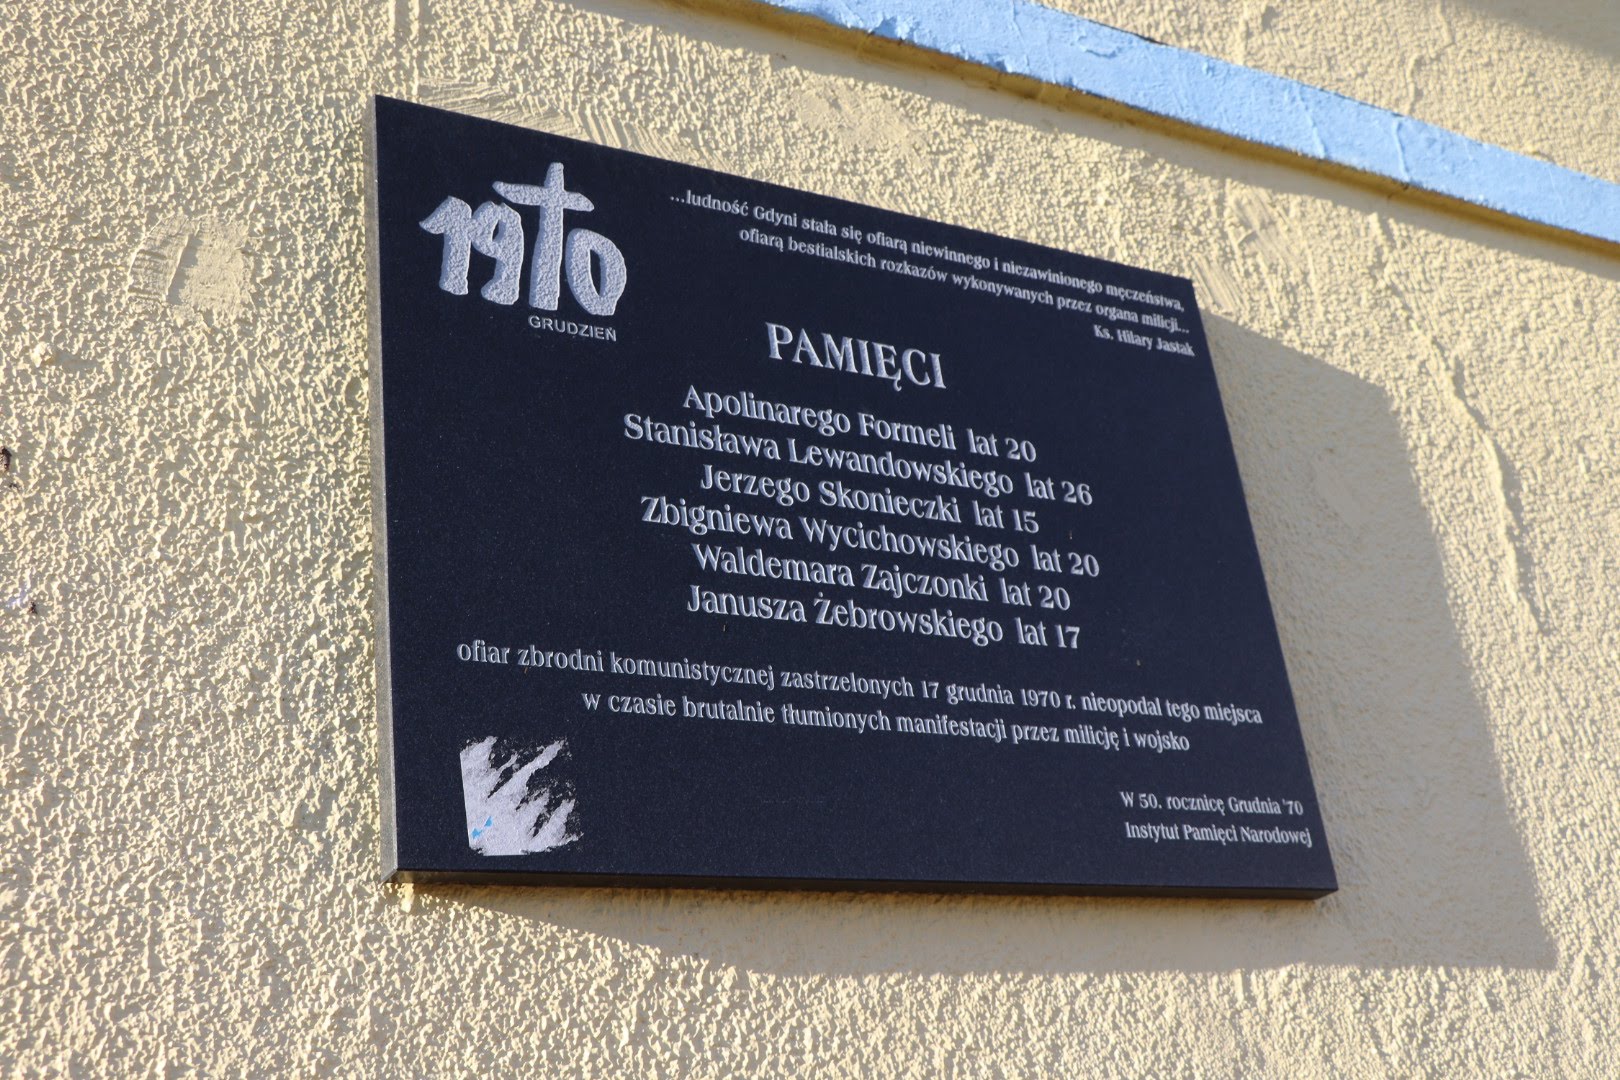 1970
GRUDZIEŃ
...ludność Gdyni stała się ofiarą niewinnego i niezawinionego męczeństwa,
ofiarą bestialskich rozkazów wykonywanych przez organa milicji...
Ks. Hilary Jastak
PAMIĘCI
Apolinarego Formeli lat 20
Stanisława Lewandowskiego lat 26
Jerzego Skonieczki lat 15
Zbigniewa Wycichowskiego lat 20
Waldemara Zajczonki lat 20
Janusza Żebrowskiego lat 17
ofiar zbrodni komunistycznej zastrzelonych 17 grudnia 1970 r. nieopodal tego miejsca
w czasie brutalnie tłumionych manifestacji przez milicję i wojsko
W 50. rocznicę Grudnia '70
Instytut Pamięci Narodowej